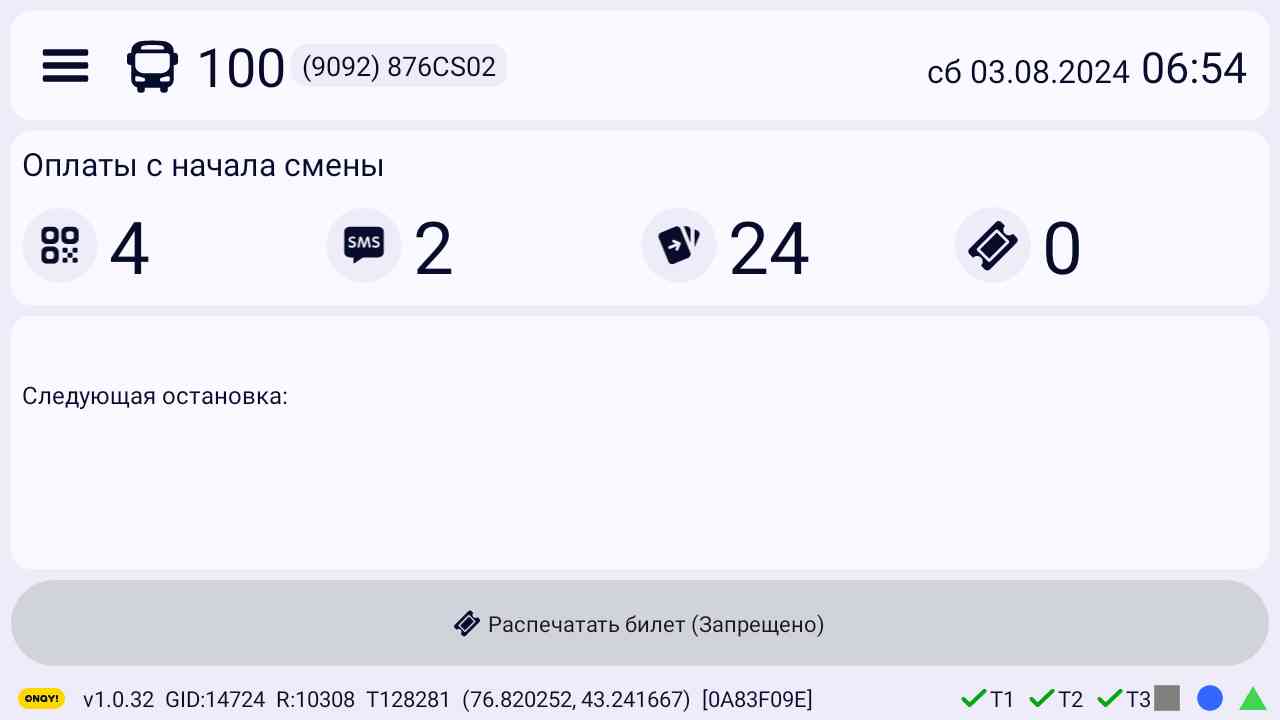 100 (9092) 876CS02 сб 03.08.2024 06:54
Оплаты с начала смены
4 SMS 2 24 0
Следующая остановка:
Распечатать билет (Запрещено)
ONAY! v1.0.32 GID:14724 R:10308 T128281 (76.820252, 43.241667) [0A83F09E] T1 T2 T3